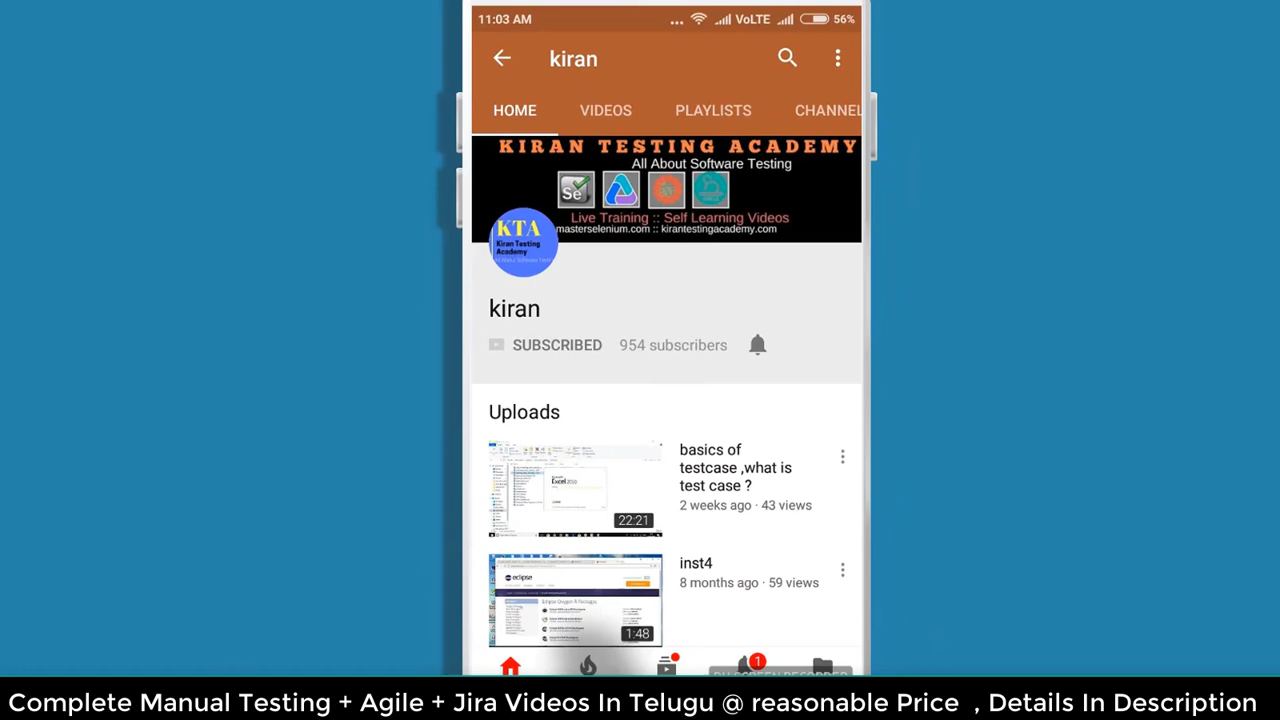 11:03 AM ... VoLTE 56%
kiran
HOME VIDEOS PLAYLISTS CHANNEL
KIRAN TESTING ACADEMY
All About Software Testing
Se
Live Training :: Self Learning Videos
masterselenium.com :: kirantestingacademy.com
KTA
Kiran Testing
Academy
kiran
SUBSCRIBED 954 subscribers
Uploads
basics of
testcase ,what is
test case ?
2 weeks ago · 43 views
Excel 2010
22:21
inst4
8 months ago · 59 views
eclipse
1:48
1
Complete Manual Testing + Agile + Jira Videos In Telugu @ reasonable Price , Details In Description